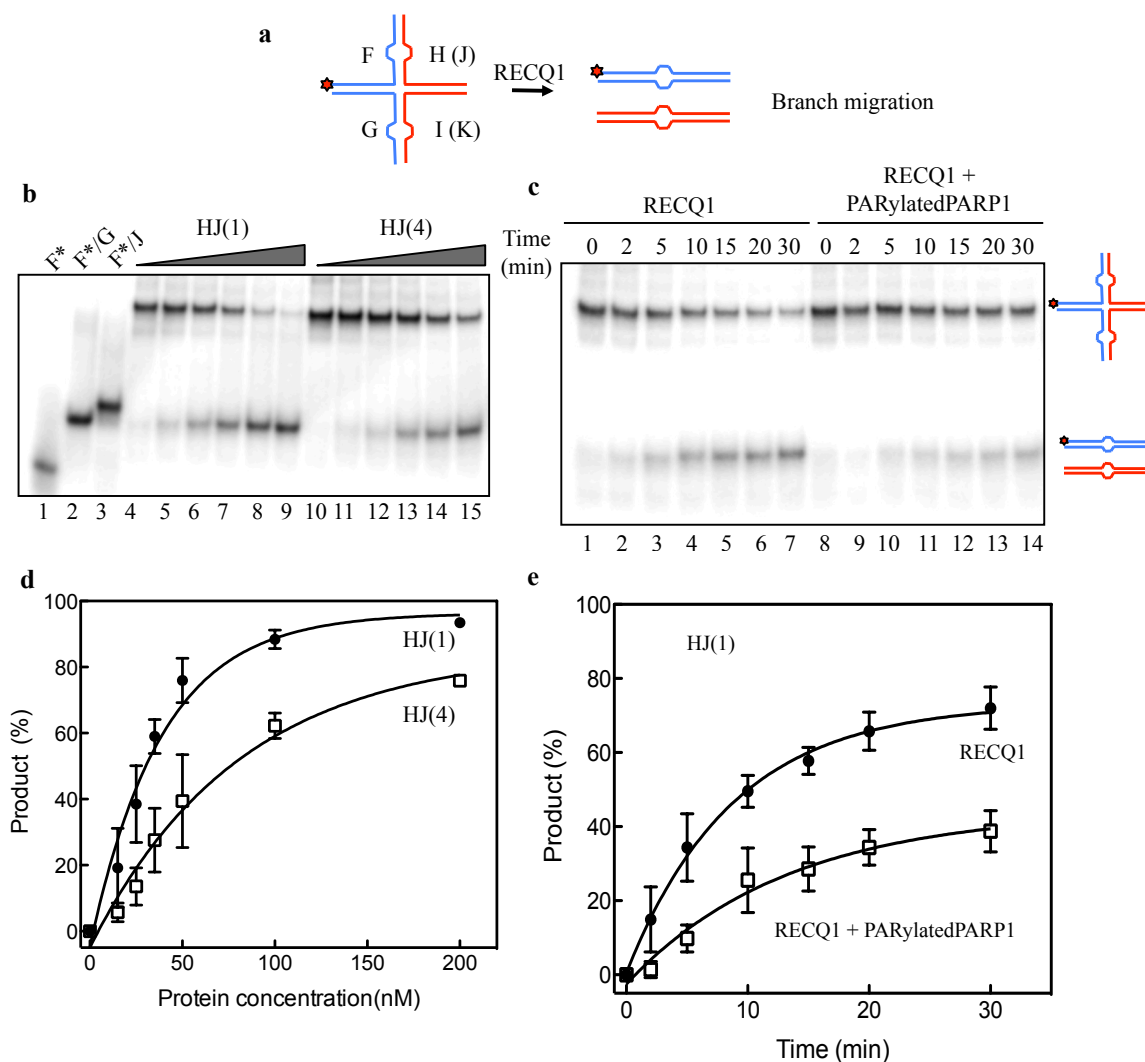 a
F
H (J)
G
I (K)
RECQ1
Branch migration
b
F*
F*/G
F*/J
HJ(1)
HJ(4)
1 2 3 4 5 6 7 8 9 10 11 12 13 14 15
c
RECQ1
RECQ1 +
PARylatedPARP1
Time
(min)
0 2 5 10 15 20 30 0 2 5 10 15 20 30
1 2 3 4 5 6 7 8 9 10 11 12 13 14
d
Product (%)
100
80
60
40
20
0
HJ(1)
HJ(4)
0 50 100 150 200
Protein concentration(nM)
e
Product (%)
100
80
60
40
20
0
HJ(1)
RECQ1
RECQ1 + PARylatedPARP1
0 10 20 30
Time (min)